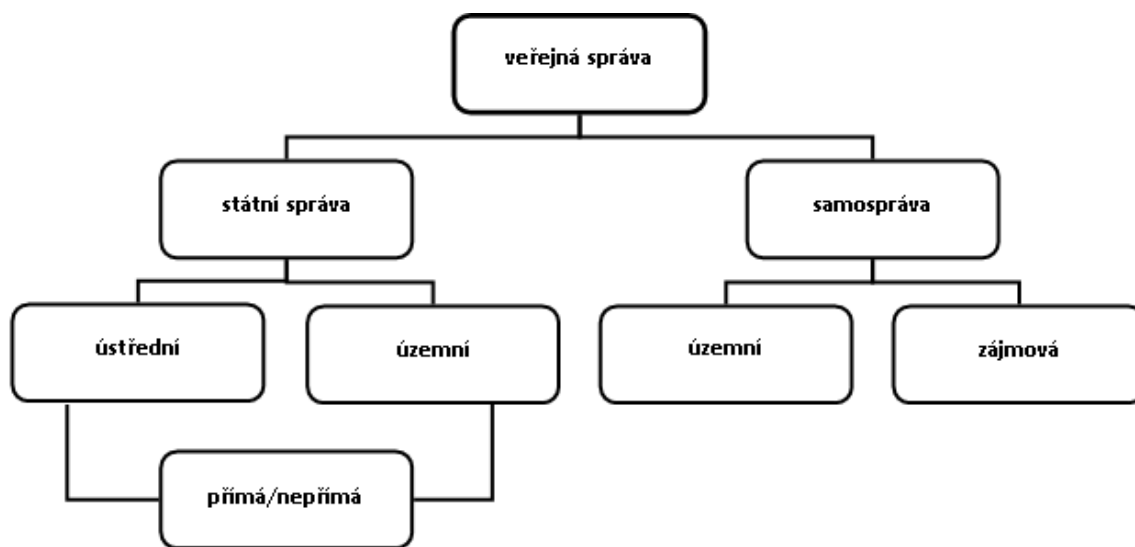 veřejná správa
státní správa
samospráva
ústřední
územní
územní
zájmová
přímá/nepřímá